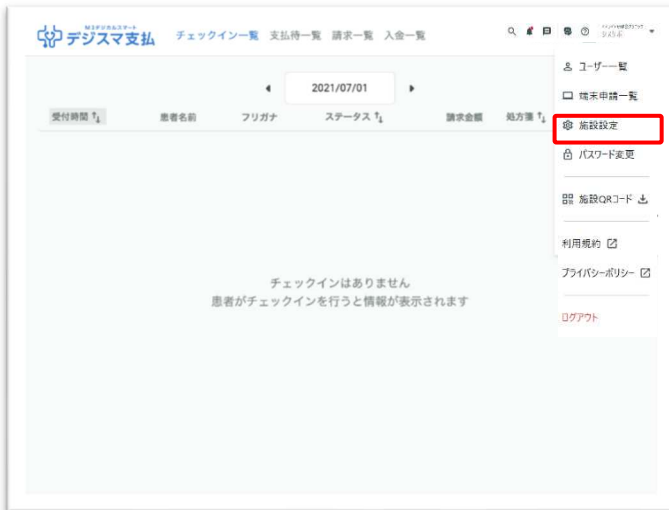 M3デジカルスマート
デジスマ支払 チェックイン一覧 支払待一覧 請求一覧 入金一覧
2021/07/01
受付時間 患者名前 フリガナ ステータス 請求金額 処方箋
ユーザー一覧
端末申請一覧
施設設定
パスワード変更
施設QRコード
利用規約
プライバシーポリシー
ログアウト
チェックインはありません
患者がチェックインを行うと情報が表示されます